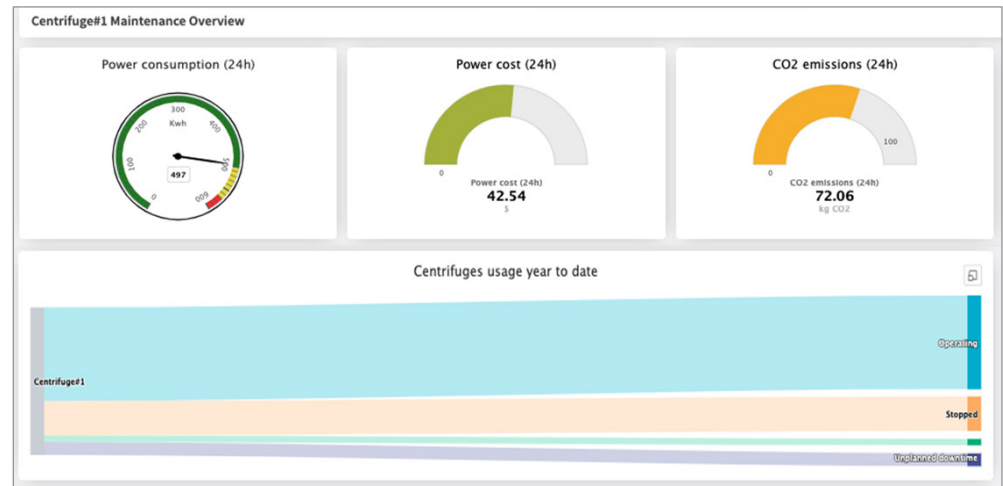 Centrifuge#1 Maintenance Overview
Power consumption (24h)
300
Kwh
200
400
100
500
497
0
600
Power cost (24h)
0
Power cost (24h)
42.54
$
CO2 emissions (24h)
100
0
CO2 emissions (24h)
72.06
kg CO2
Centrifuges usage year to date
Operating
Centrifuge#1
Stopped
Unplanned downtime